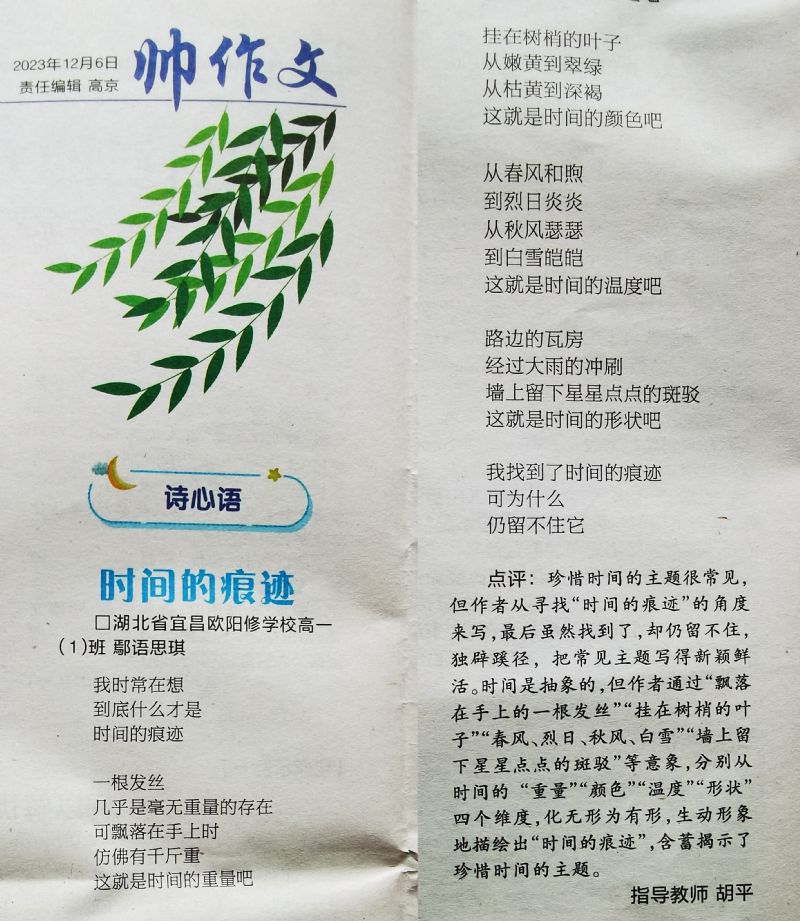 2023年12月6日
责任编辑 高京
帅作文
诗心语
时间的痕迹
□湖北省宜昌欧阳修学校高一
(1)班 鄢语思琪
我时常在想
到底什么才是
时间的痕迹
一根发丝
几乎是毫无重量的存在
可飘落在手上时
仿佛有千斤重
这就是时间的重量吧
挂在树梢的叶子
从嫩黄到翠绿
从枯黄到深褐
这就是时间的颜色吧
从春风和煦
到烈日炎炎
从秋风瑟瑟
到白雪皑皑
这就是时间的温度吧
路边的瓦房
经过大雨的冲刷
墙上留下星星点点的斑驳
这就是时间的形状吧
我找到了时间的痕迹
可为什么
仍留不住它
点评：珍惜时间的主题很常见，
但作者从寻找“时间的痕迹”的角度
来写，最后虽然找到了，却仍留不住，
独辟蹊径，把常见主题写得新颖鲜
活。时间是抽象的，但作者通过“飘落
在手上的一根发丝”“挂在树梢的叶
子”“春风、烈日、秋风、白雪”“墙上留
下星星点点的斑驳”等意象，分别从
时间的“重量”“颜色”“温度”“形状”
四个维度，化无形为有形，生动形象
地描绘出“时间的痕迹”，含蓄揭示了
珍惜时间的主题。
指导教师 胡平